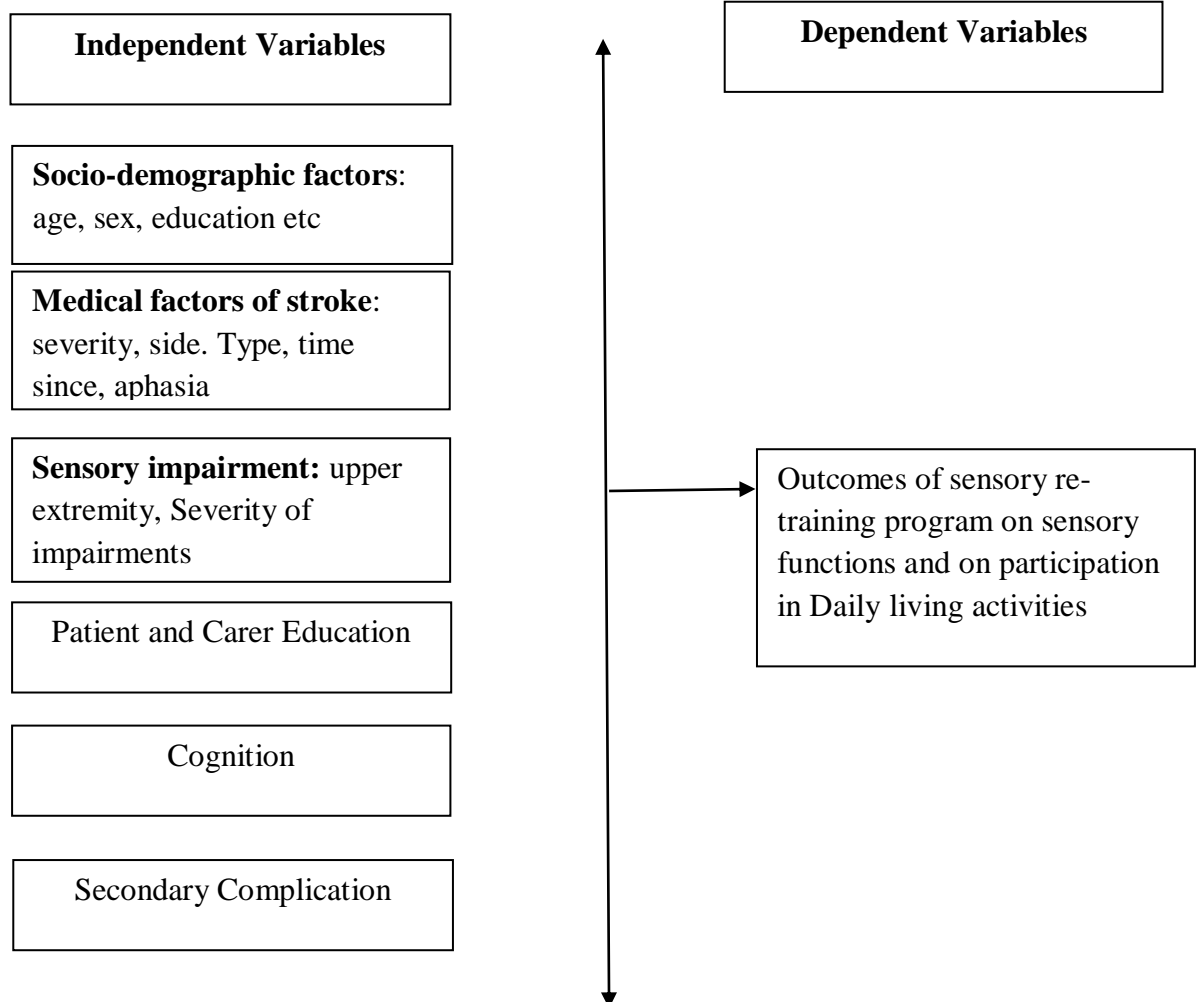 Independent Variables
Dependent Variables
Socio-demographic factors:
age, sex, education etc
Medical factors of stroke:
severity, side. Type, time
since, aphasia
Sensory impairment: upper
extremity, Severity of
impairments
Patient and Carer Education
Cognition
Secondary Complication
Outcomes of sensory re-
training program on sensory
functions and on participation
in Daily living activities